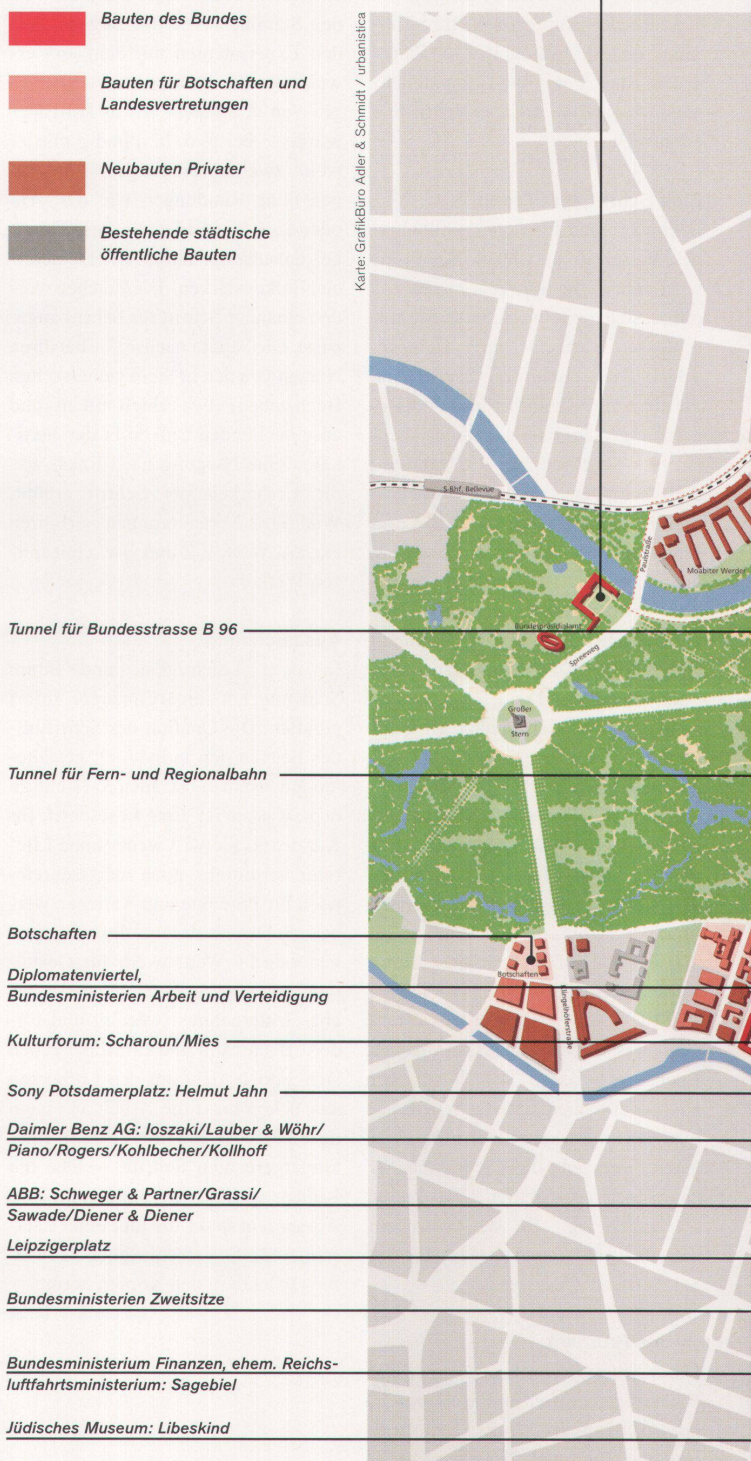 Bauten des Bundes
Bauten für Botschaften und
Landesvertretungen
Neubauten Privater
Bestehende städtische
öffentliche Bauten
Karte: GrafikBüro Adler & Schmidt / urbanistica
S-Bhf. Bellevue
Paulstraße
Moabiter Werder
Bundespräsidialamt
Spreeweg
Großer
Stern
Tunnel für Bundesstrasse B 96
Tunnel für Fern- und Regionalbahn
Botschaften
Botschaften
Klingelhöferstraße
Diplomatenviertel,
Bundesministerien Arbeit und Verteidigung
Kulturforum: Scharoun/Mies
Sony Potsdamerplatz: Helmut Jahn
Daimler Benz AG: Ioszaki/Lauber & Wöhr/
Piano/Rogers/Kohlbecher/Kollhoff
ABB: Schweger & Partner/Grassi/
Sawade/Diener & Diener
Leipzigerplatz
Bundesministerien Zweitsitze
Bundesministerium Finanzen, ehem. Reichs-
luftfahrtsministerium: Sagebiel
Jüdisches Museum: Libeskind